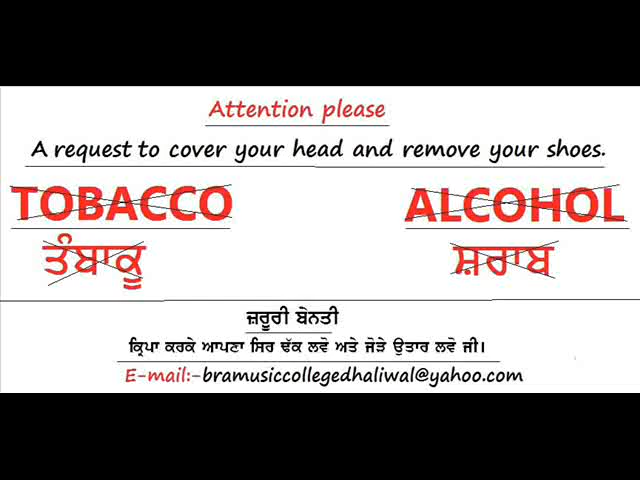 Attention please
A request to cover your head and remove your shoes.
TOBACCO ALCOHOL
ਤੰਬਾਕੂ ਸ਼ਰਾਬ
ਜ਼ਰੂਰੀ ਬੇਨਤੀ
ਕ੍ਰਿਪਾ ਕਰਕੇ ਆਪਣਾ ਸਿਰ ਢੱਕ ਲਵੋ ਅਤੇ ਜੋੜੇ ਉਤਾਰ ਲਵੋ ਜੀ।
E-mail:-bramusiccollegedhaliwal@yahoo.com